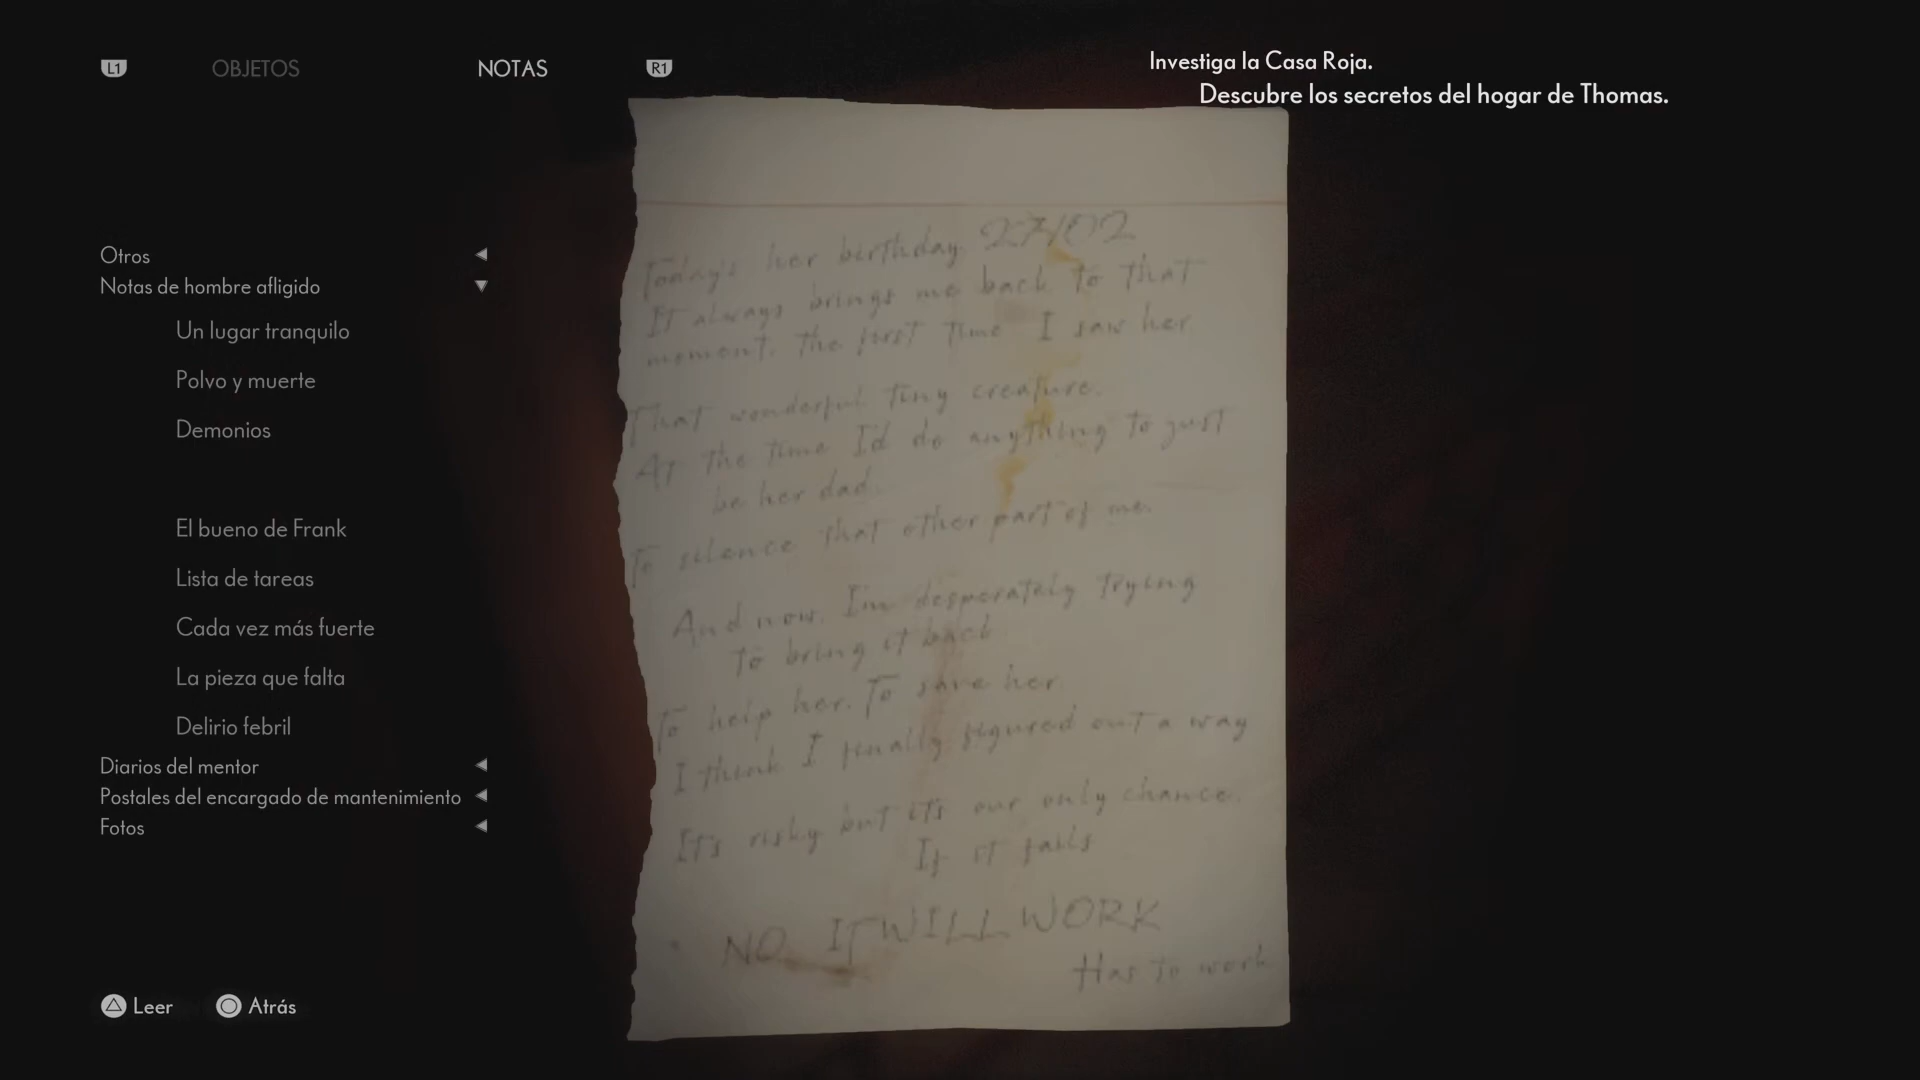 L1
OBJETOS
NOTAS
R1
Investiga la Casa Roja.
Descubre los secretos del hogar de Thomas.
Otros
Notas de hombre afligido
Un lugar tranquilo
Polvo y muerte
Demonios
El bueno de Frank
Lista de tareas
Cada vez más fuerte
La pieza que falta
Delirio febril
Diarios del mentor
Postales del encargado de mantenimiento
Fotos
Leer
Atrás
Today's her birthday. 27/02
It always brings me back to that
moment. The first time I saw her.
That wonderful tiny creature.
At the time I'd do anything to just
be her dad.
To silence that other part of me.
And now, I'm desperately trying
to bring it back.
To help her. To save her.
I think I finally figured out a way
It's risky but it's our only chance.
If it fails
NO. IT WILL WORK
Has to work